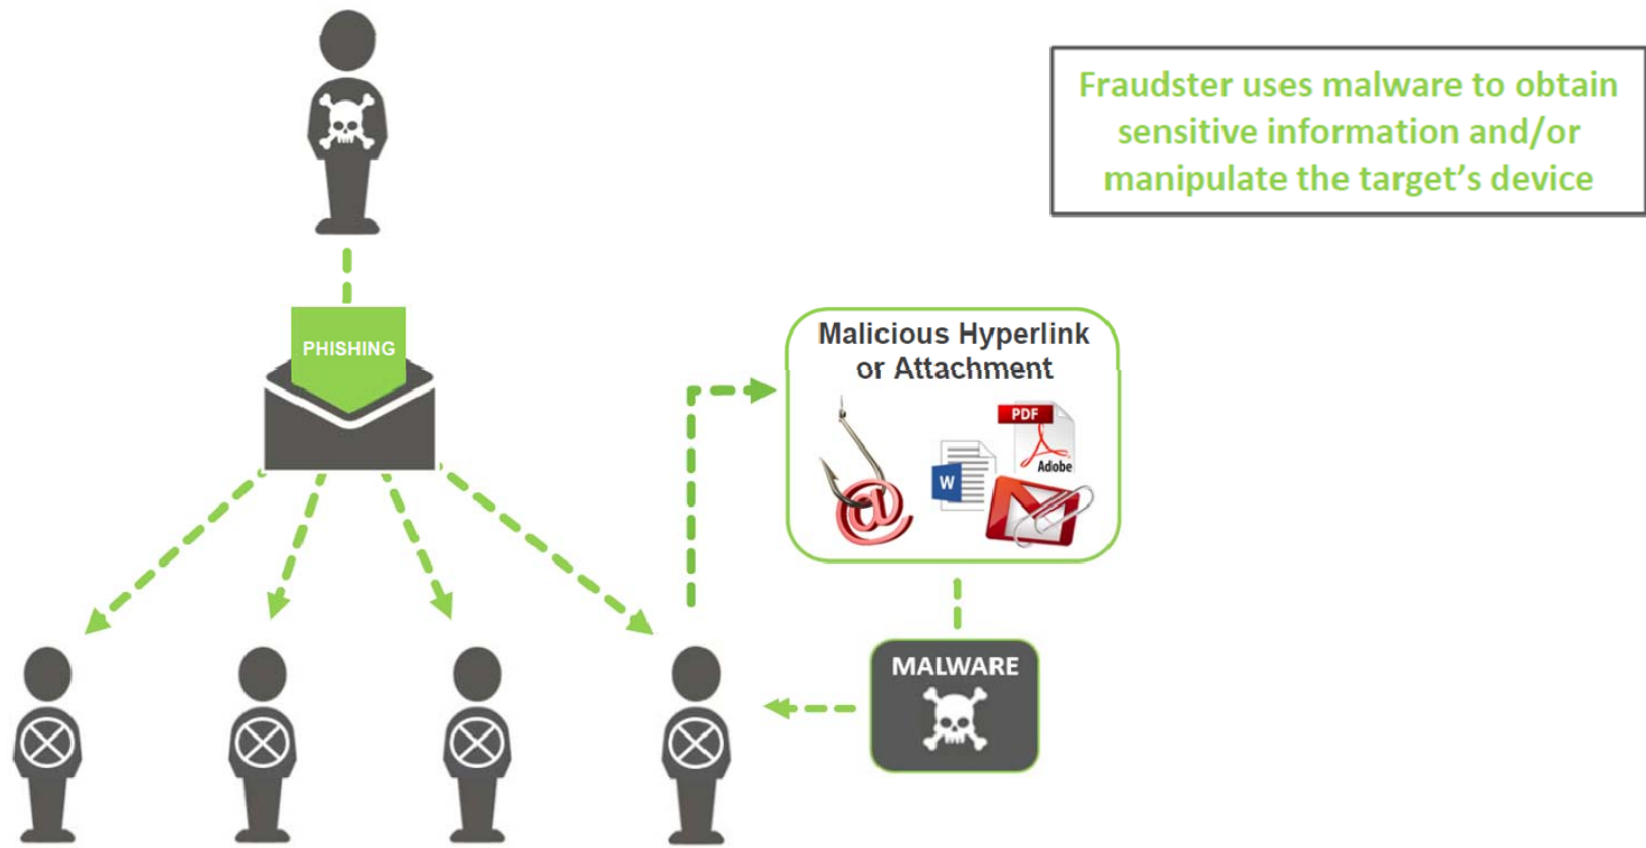 Fraudster uses malware to obtain
sensitive information and/or
manipulate the target's device
PHISHING
Malicious Hyperlink
or Attachment
PDF
Adobe
W
@
MALWARE